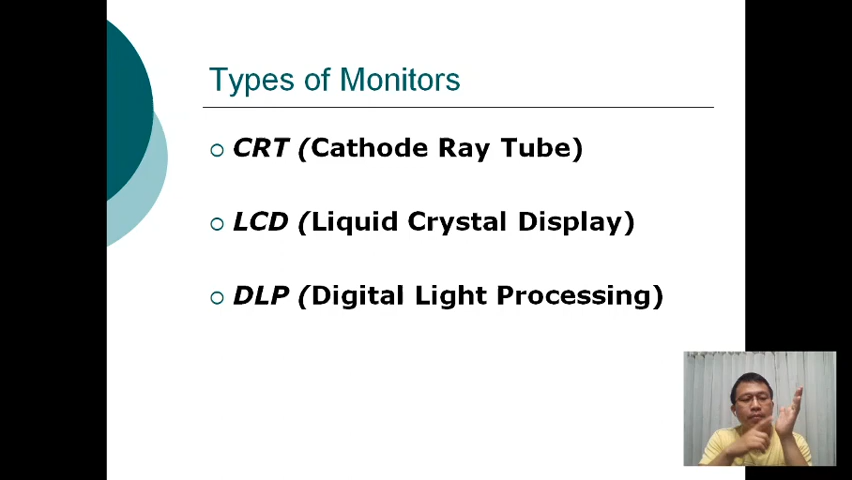 Types of Monitors
CRT (Cathode Ray Tube)
LCD (Liquid Crystal Display)
DLP (Digital Light Processing)